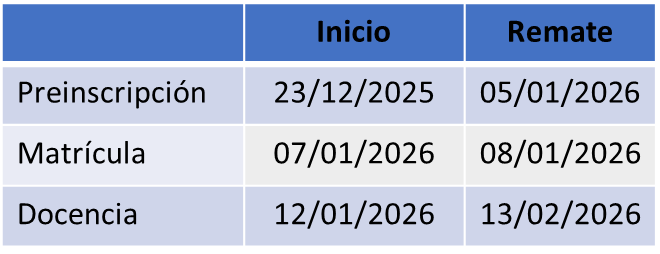 Inicio Remate
Preinscripción 23/12/2025 05/01/2026
Matrícula 07/01/2026 08/01/2026
Docencia 12/01/2026 13/02/2026